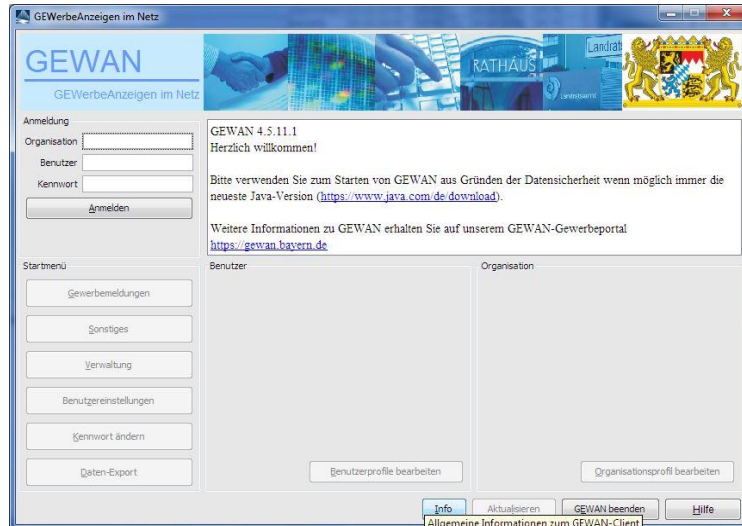 GEWerbeAnzeigen im Netz
GEWAN
GEWerbeAnzeigen im Netz
RATHAUS
Landrats
Landratsamt
Anmeldung
Organisation
Benutzer
Kennwort
Anmelden
GEWAN 4.5.11.1
Herzlich willkommen!
Bitte verwenden Sie zum Starten von GEWAN aus Gründen der Datensicherheit wenn möglich immer die
neueste Java-Version (https://www.java.com/de/download).
Weitere Informationen zu GEWAN erhalten Sie auf unserem GEWAN-Gewerbeportal
https://gewan.bayern.de
Startmenü
Gewerbemeldungen
Sonstiges
Verwaltung
Benutzereinstellungen
Kennwort ändern
Daten-Export
Benutzer
Benutzerprofile bearbeiten
Organisation
Organisationsprofil bearbeiten
Info
Aktualisieren
GEWAN beenden
Hilfe
Allgemeine Informationen zum GEWAN-Client